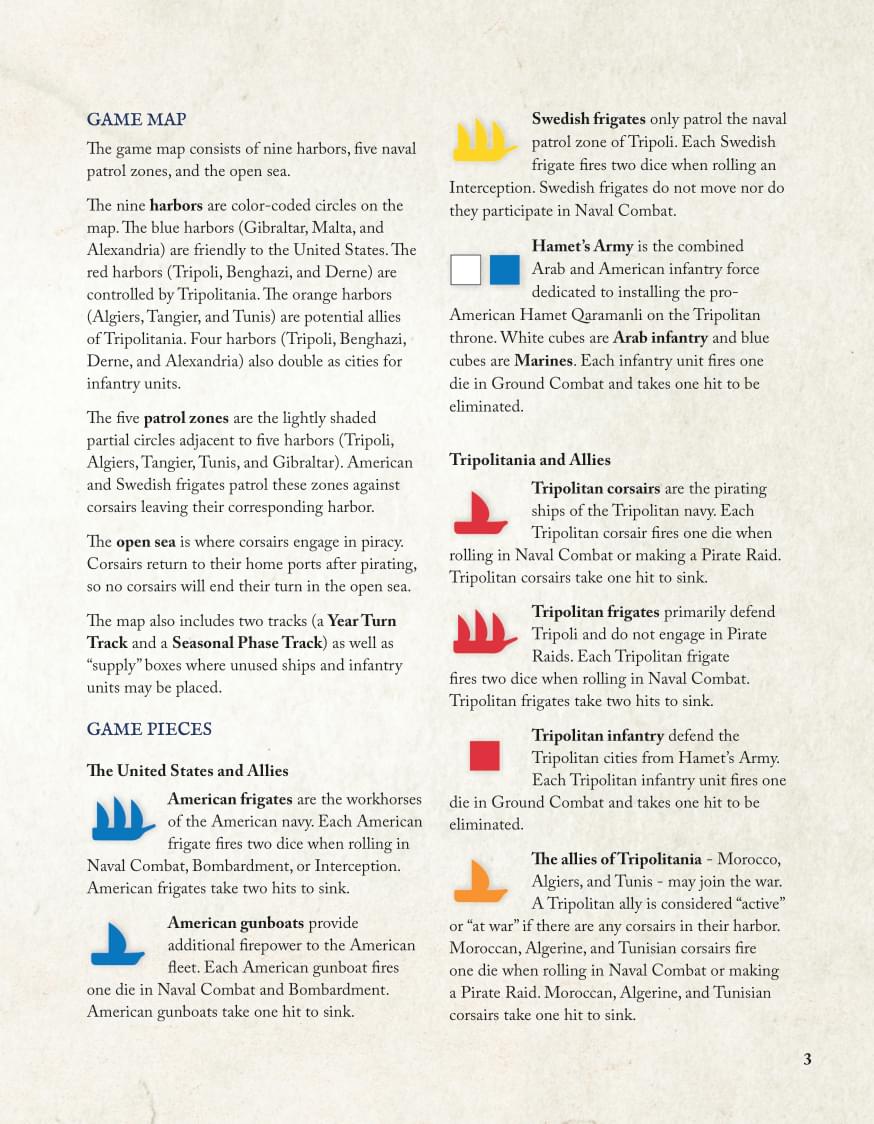 GAME MAP
The game map consists of nine harbors, five naval
patrol zones, and the open sea.
The nine harbors are color-coded circles on the
map. The blue harbors (Gibraltar, Malta, and
Alexandria) are friendly to the United States. The
red harbors (Tripoli, Benghazi, and Derne) are
controlled by Tripolitania. The orange harbors
(Algiers, Tangier, and Tunis) are potential allies
of Tripolitania. Four harbors (Tripoli, Benghazi,
Derne, and Alexandria) also double as cities for
infantry units.
The five patrol zones are the lightly shaded
partial circles adjacent to five harbors (Tripoli,
Algiers, Tangier, Tunis, and Gibraltar). American
and Swedish frigates patrol these zones against
corsairs leaving their corresponding harbor.
The open sea is where corsairs engage in piracy.
Corsairs return to their home ports after pirating,
so no corsairs will end their turn in the open sea.
The map also includes two tracks (a Year Turn
Track and a Seasonal Phase Track) as well as
“supply” boxes where unused ships and infantry
units may be placed.
GAME PIECES
The United States and Allies
American frigates are the workhorses
of the American navy. Each American
frigate fires two dice when rolling in
Naval Combat, Bombardment, or Interception.
American frigates take two hits to sink.
American gunboats provide
additional firepower to the American
fleet. Each American gunboat fires
one die in Naval Combat and Bombardment.
American gunboats take one hit to sink.
Swedish frigates only patrol the naval
patrol zone of Tripoli. Each Swedish
frigate fires two dice when rolling an
Interception. Swedish frigates do not move nor do
they participate in Naval Combat.
Hamet’s Army is the combined
Arab and American infantry force
dedicated to installing the pro-
American Hamet Qaramanli on the Tripolitan
throne. White cubes are Arab infantry and blue
cubes are Marines. Each infantry unit fires one
die in Ground Combat and takes one hit to be
eliminated.
Tripolitania and Allies
Tripolitan corsairs are the pirating
ships of the Tripolitan navy. Each
Tripolitan corsair fires one die when
rolling in Naval Combat or making a Pirate Raid.
Tripolitan corsairs take one hit to sink.
Tripolitan frigates primarily defend
Tripoli and do not engage in Pirate
Raids. Each Tripolitan frigate
fires two dice when rolling in Naval Combat.
Tripolitan frigates take two hits to sink.
Tripolitan infantry defend the
Tripolitan cities from Hamet’s Army.
Each Tripolitan infantry unit fires one
die in Ground Combat and takes one hit to be
eliminated.
The allies of Tripolitania - Morocco,
Algiers, and Tunis - may join the war.
A Tripolitan ally is considered “active”
or “at war” if there are any corsairs in their harbor.
Moroccan, Algerine, and Tunisian corsairs fire
one die when rolling in Naval Combat or making
a Pirate Raid. Moroccan, Algerine, and Tunisian
corsairs take one hit to sink.
3